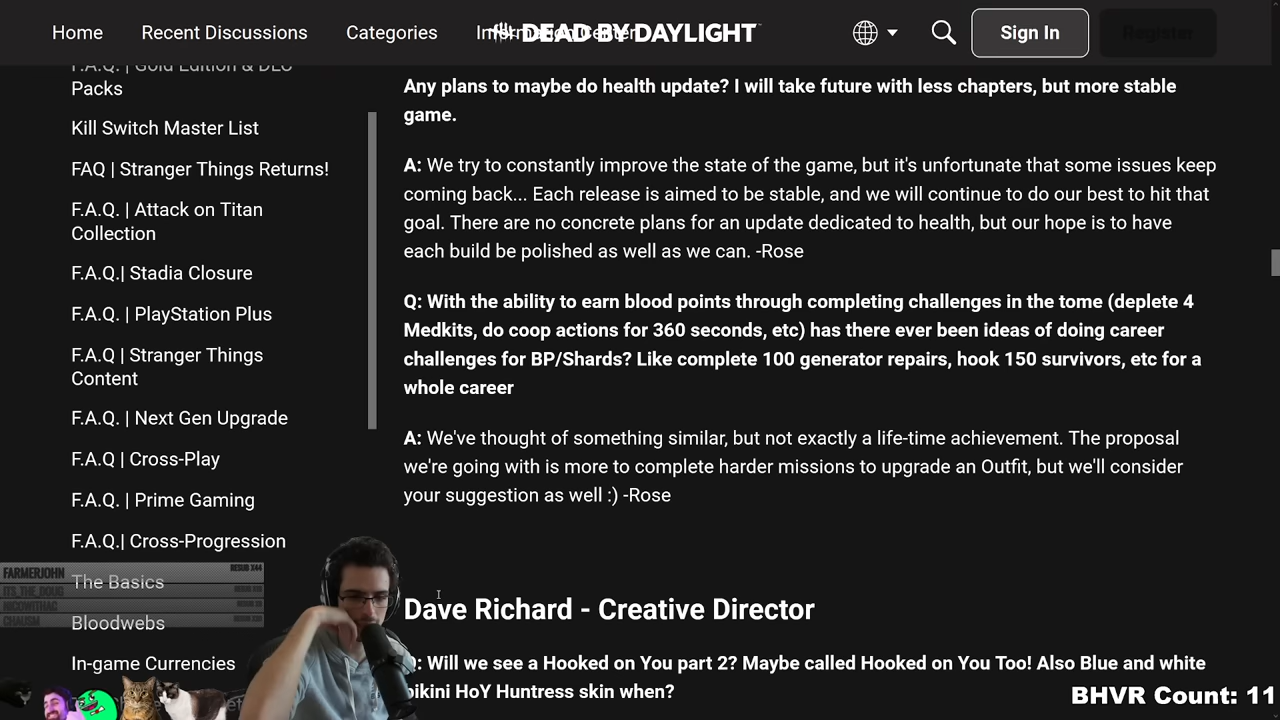 Home
Recent Discussions
Categories
DEAD BY DAYLIGHT
Sign In
Register
F.A.Q. | Gold Edition & DLC
Packs
Kill Switch Master List
FAQ | Stranger Things Returns!
F.A.Q. | Attack on Titan
Collection
F.A.Q.| Stadia Closure
F.A.Q. | PlayStation Plus
F.A.Q | Stranger Things
Content
F.A.Q. | Next Gen Upgrade
F.A.Q | Cross-Play
F.A.Q. | Prime Gaming
F.A.Q.| Cross-Progression
The Basics
Bloodwebs
In-game Currencies
Any plans to maybe do health update? I will take future with less chapters, but more stable
game.
A: We try to constantly improve the state of the game, but it's unfortunate that some issues keep
coming back... Each release is aimed to be stable, and we will continue to do our best to hit that
goal. There are no concrete plans for an update dedicated to health, but our hope is to have
each build be polished as well as we can. -Rose
Q: With the ability to earn blood points through completing challenges in the tome (deplete 4
Medkits, do coop actions for 360 seconds, etc) has there ever been ideas of doing career
challenges for BP/Shards? Like complete 100 generator repairs, hook 150 survivors, etc for a
whole career
A: We've thought of something similar, but not exactly a life-time achievement. The proposal
we're going with is more to complete harder missions to upgrade an Outfit, but we'll consider
your suggestion as well :) -Rose
Dave Richard - Creative Director
Will we see a Hooked on You part 2? Maybe called Hooked on You Too! Also Blue and white
bikini HoY Huntress skin when?
FARMERJOHN RESUB X44
ITS_THE_DOUG
NICOWITHAC
CHAUSM
BHVR Count: 11